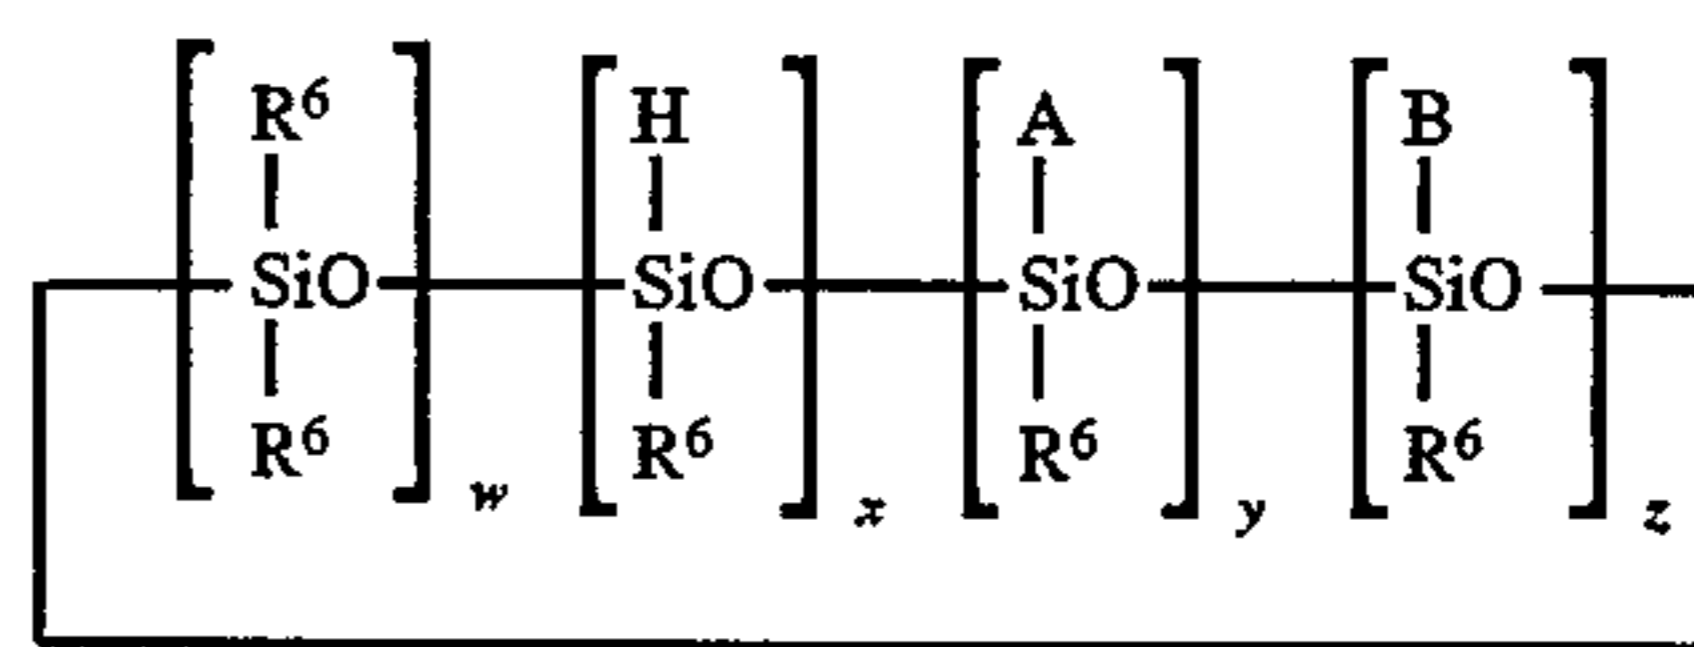 R⁶ H A B
SiO SiO SiO SiO
R⁶ R⁶ R⁶ R⁶
w x y z